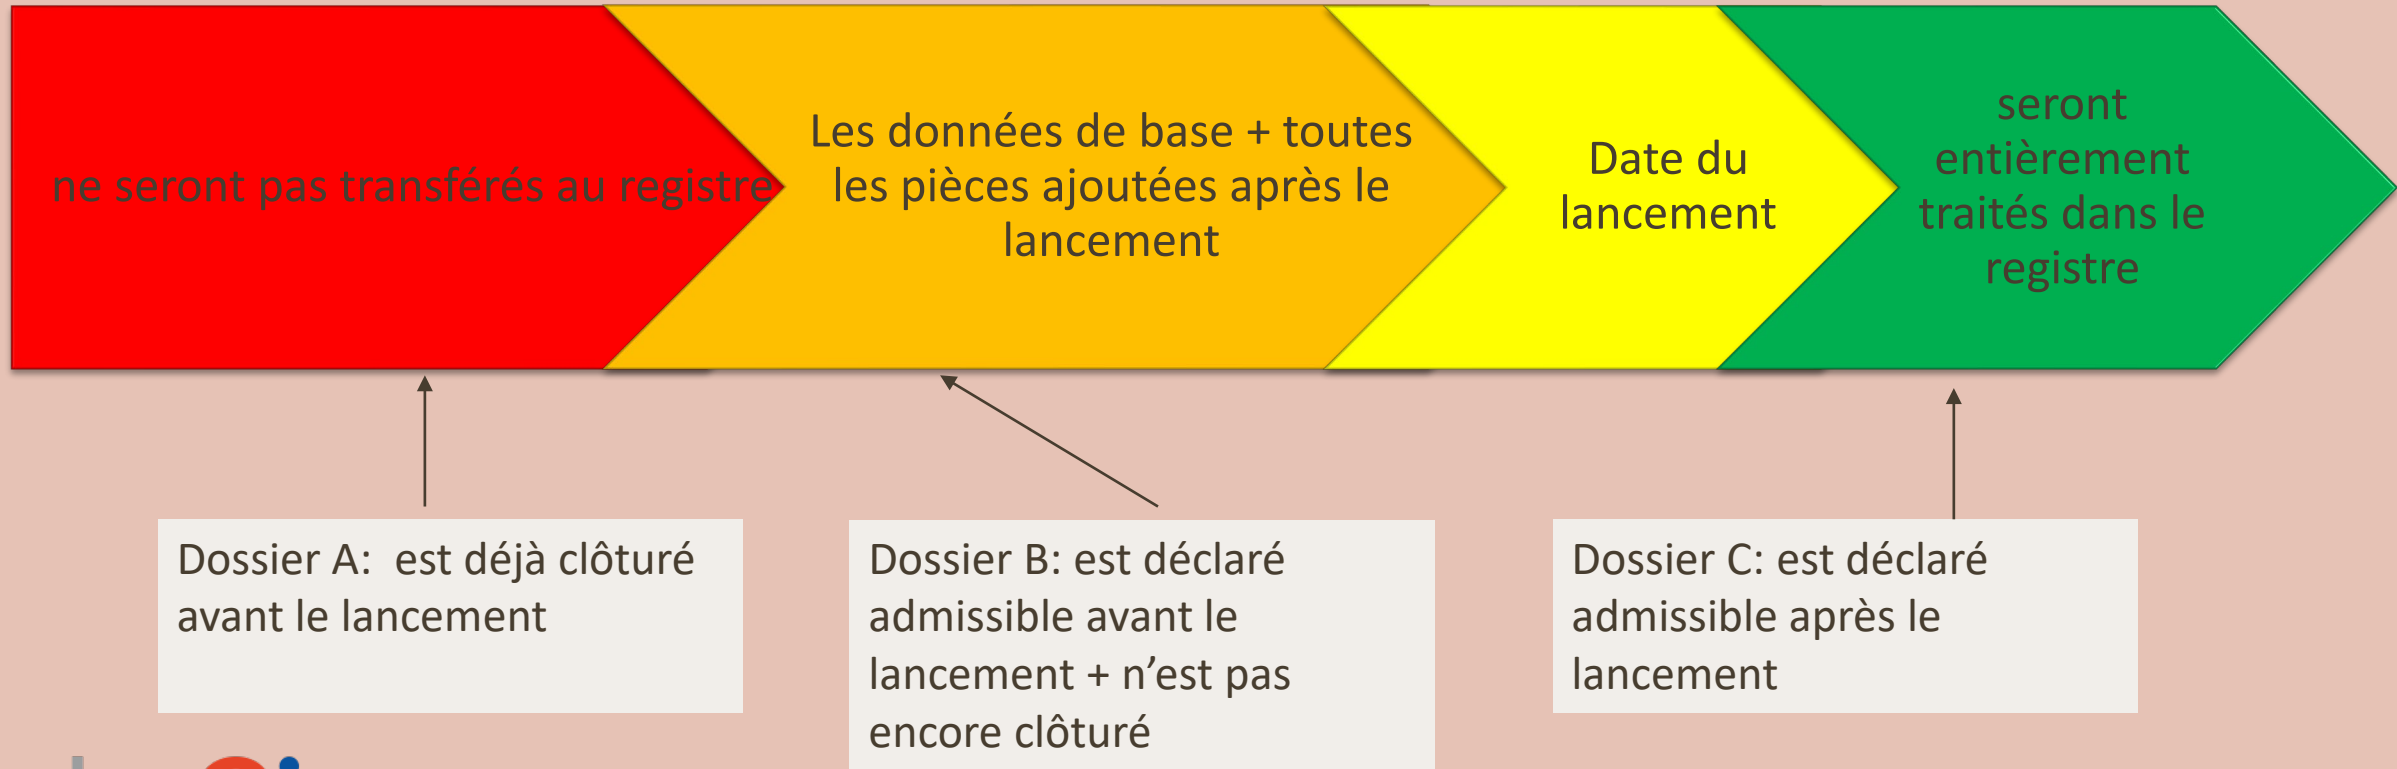 ne seront pas transférés au registre
Les données de base + toutes
les pièces ajoutées après le
lancement
Date du
lancement
seront
entièrement
traités dans le
registre
Dossier A:  est déjà clôturé
avant le lancement
Dossier B: est déclaré
admissible avant le
lancement + n’est pas
encore clôturé
Dossier C: est déclaré
admissible après le
lancement